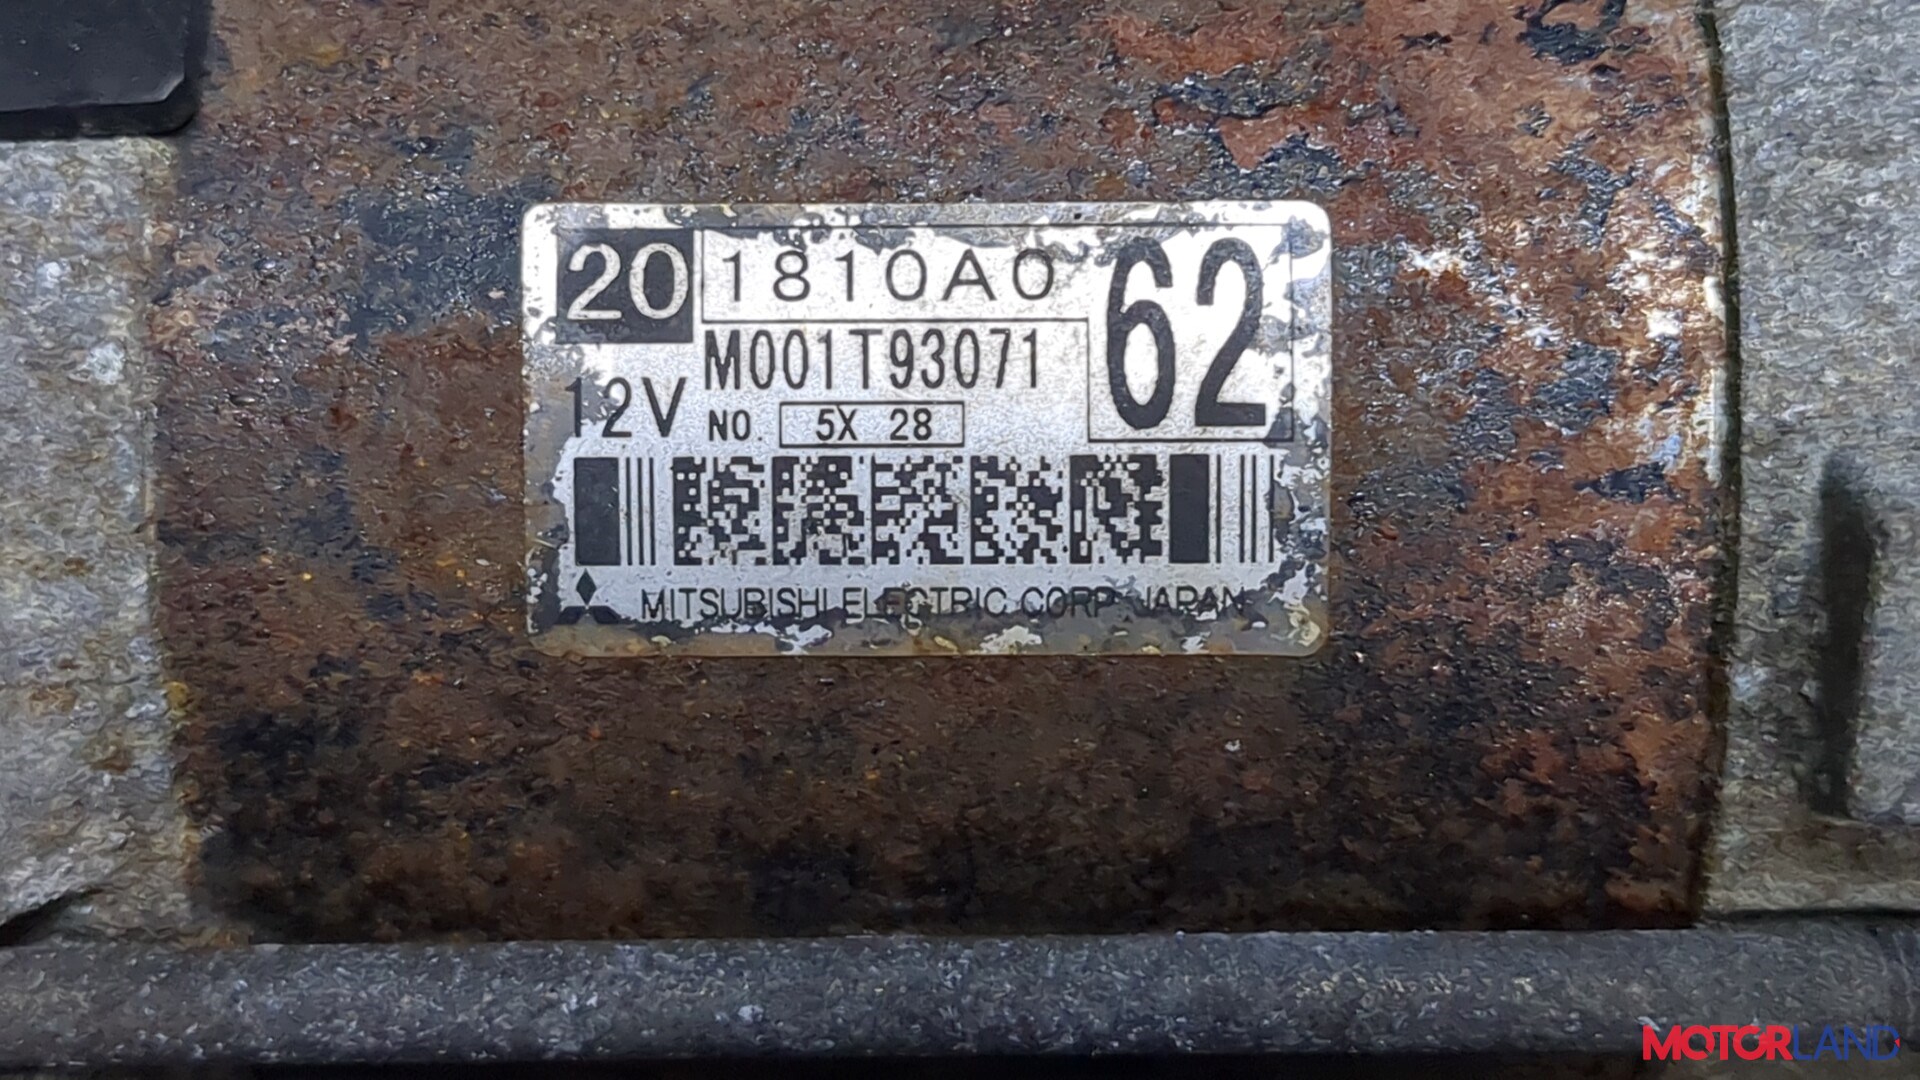 20 1810A0 62
M001T93071
12V NO. 5X 28
MITSUBISHI ELECTRIC CORP. JAPAN
MOTORLAND